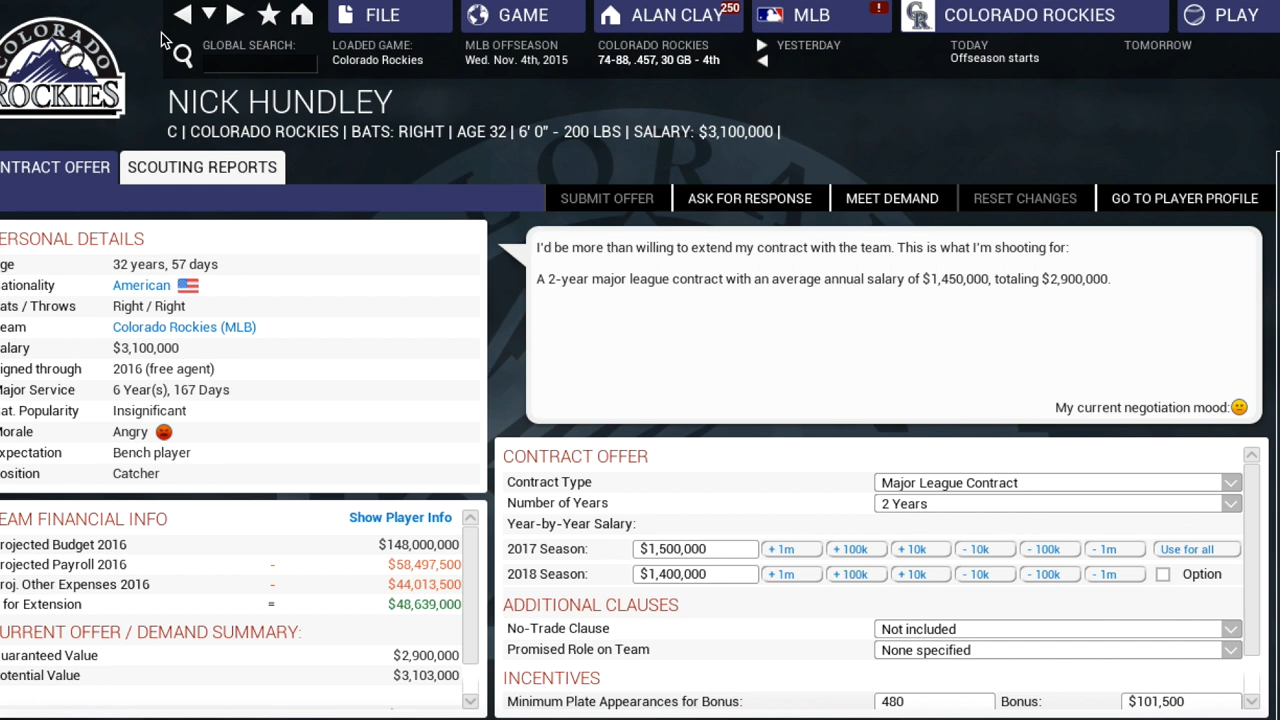 COLORADO
ROCKIES
FILE
GAME
ALAN CLAY
250
MLB
!
CR
COLORADO ROCKIES
PLAY
GLOBAL SEARCH:
LOADED GAME:
Colorado Rockies
MLB OFFSEASON
Wed. Nov. 4th, 2015
COLORADO ROCKIES
74-88, .457, 30 GB - 4th
YESTERDAY
TODAY
Offseason starts
TOMORROW
NICK HUNDLEY
C | COLORADO ROCKIES | BATS: RIGHT | AGE 32 | 6' 0" - 200 LBS | SALARY: $3,100,000 |
NTRACT OFFER
SCOUTING REPORTS
SUBMIT OFFER
ASK FOR RESPONSE
MEET DEMAND
RESET CHANGES
GO TO PLAYER PROFILE
ERSONAL DETAILS
ge 32 years, 57 days
ationality American
ats / Throws Right / Right
eam Colorado Rockies (MLB)
alary $3,100,000
igned through 2016 (free agent)
Major Service 6 Year(s), 167 Days
at. Popularity Insignificant
Morale Angry
xpectation Bench player
osition Catcher
I'd be more than willing to extend my contract with the team. This is what I'm shooting for:
A 2-year major league contract with an average annual salary of $1,450,000, totaling $2,900,000.
My current negotiation mood:
EAM FINANCIAL INFO Show Player Info
rojected Budget 2016 $148,000,000
rojected Payroll 2016 - $58,497,500
roj. Other Expenses 2016 - $44,013,500
for Extension = $48,639,000
URRENT OFFER / DEMAND SUMMARY:
uaranteed Value $2,900,000
otential Value $3,103,000
CONTRACT OFFER
Contract Type Major League Contract
Number of Years 2 Years
Year-by-Year Salary:
2017 Season: $1,500,000 + 1m + 100k + 10k - 10k - 100k - 1m Use for all
2018 Season: $1,400,000 + 1m + 100k + 10k - 10k - 100k - 1m Option
ADDITIONAL CLAUSES
No-Trade Clause Not included
Promised Role on Team None specified
INCENTIVES
Minimum Plate Appearances for Bonus: 480 Bonus: $101,500